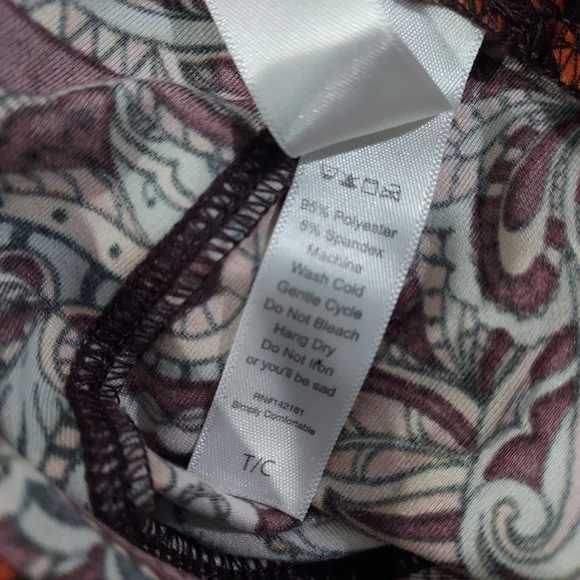 95% Polyester
5% Spandex
Machina
Wash Cold
Gentle Cycle
Do Not Bleach
Hang Dry
Do Not Iron
or you'll be sad
RN#142181
Simply Comfortable
T/C